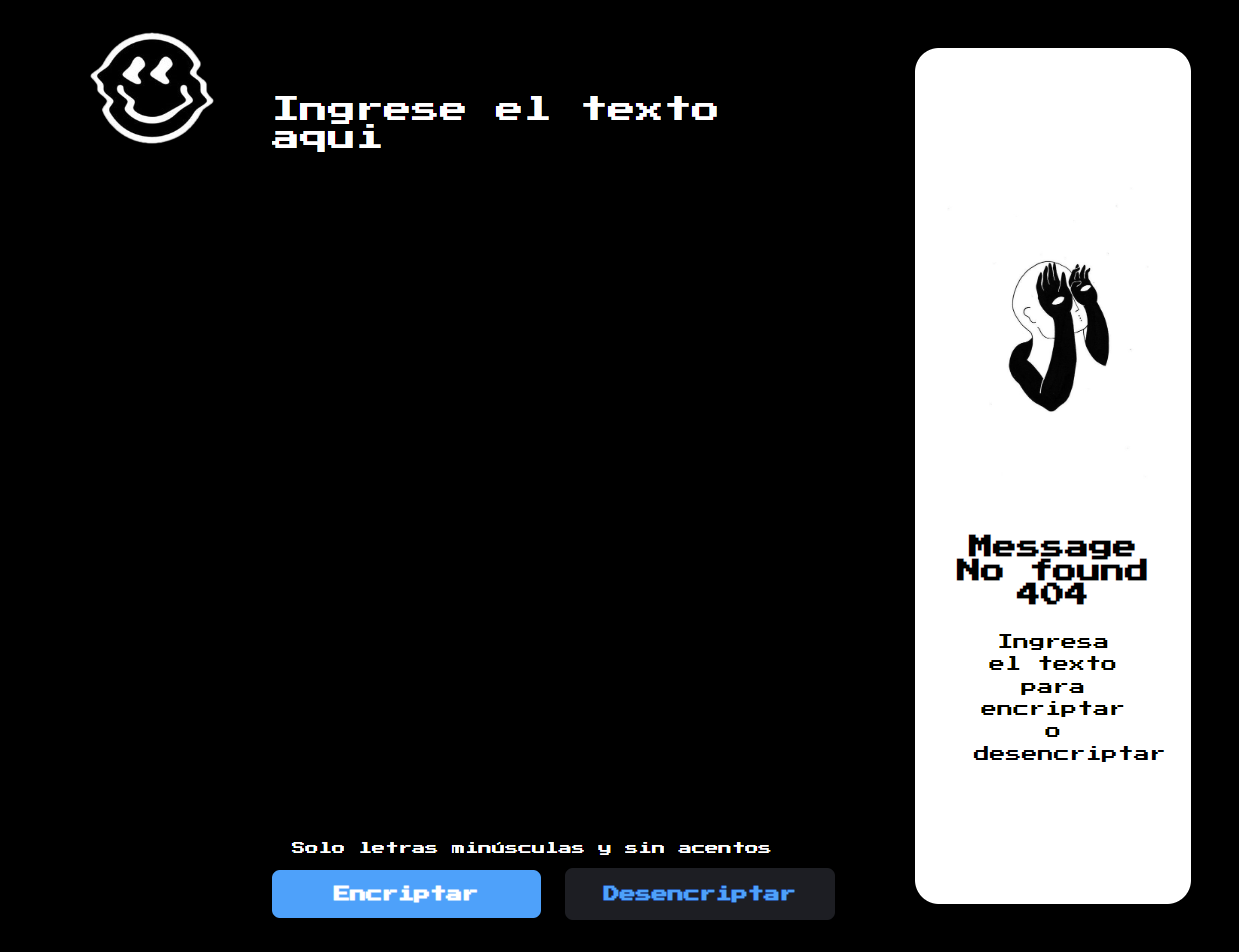 Ingrese el texto
aqui
Solo letras minúsculas y sin acentos
Encriptar
Desencriptar
Message
No found
404
Ingresa
el texto
para
encriptar
o
desencriptar